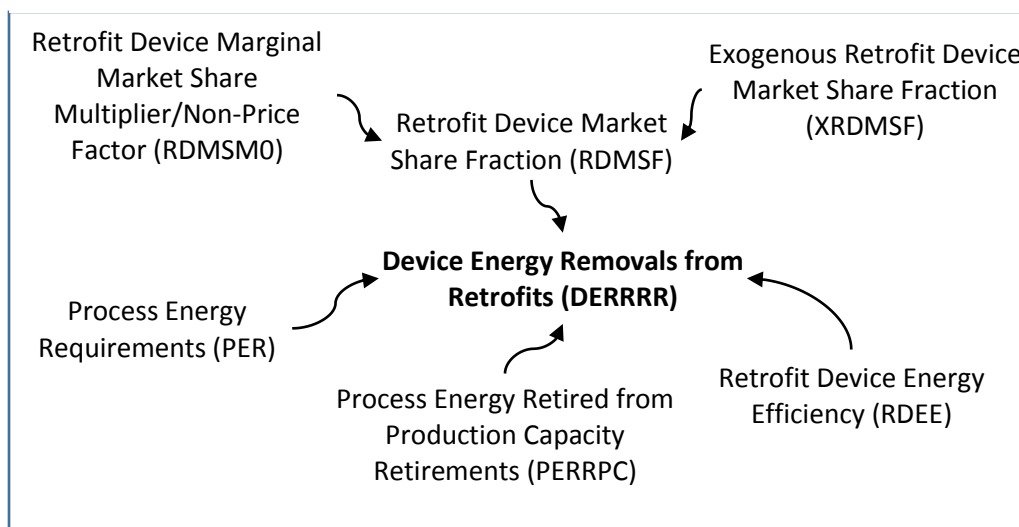 Retrofit Device Marginal
Market Share
Multiplier/Non-Price
Factor (RDMSM0)
Exogenous Retrofit Device
Market Share Fraction
(XRDMSF)
Retrofit Device Market
Share Fraction (RDMSF)
Device Energy Removals from
Retrofits (DERRRR)
Process Energy
Requirements (PER)
Process Energy Retired from
Production Capacity
Retirements (PERRPC)
Retrofit Device Energy
Efficiency (RDEE)